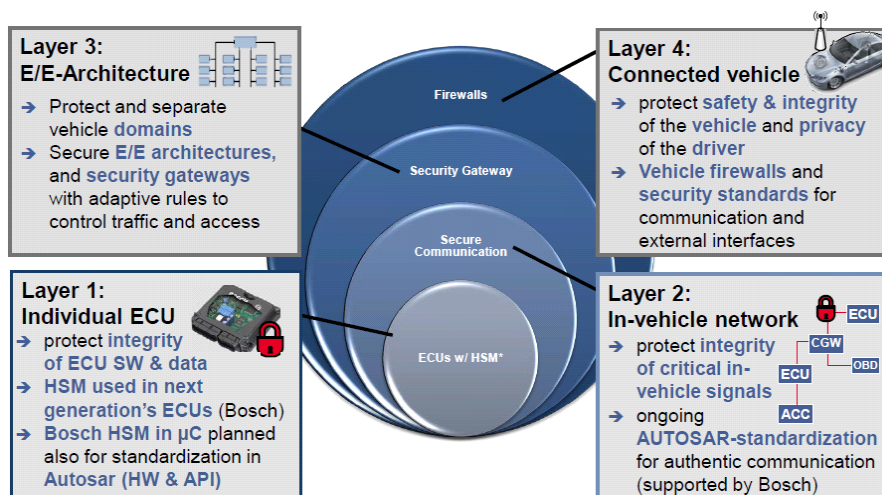 Layer 3:
E/E-Architecture
➔ Protect and separate
vehicle domains
➔ Secure E/E architectures,
and security gateways
with adaptive rules to
control traffic and access
Firewalls
Security Gateway
Secure
Communication
ECUs w/ HSM*
Layer 4:
Connected vehicle
➔ protect safety & integrity
of the vehicle and privacy
of the driver
➔ Vehicle firewalls and
security standards for
communication and
external interfaces
Layer 1:
Individual ECU
➔ protect integrity
of ECU SW & data
➔ HSM used in next
generation's ECUs (Bosch)
➔ Bosch HSM in µC planned
also for standardization in
Autosar (HW & API)
Layer 2:
In-vehicle network
➔ protect integrity
of critical in-
vehicle signals
➔ ongoing
AUTOSAR-standardization
for authentic communication
(supported by Bosch)
ECU
CGW
OBD
ECU
ACC